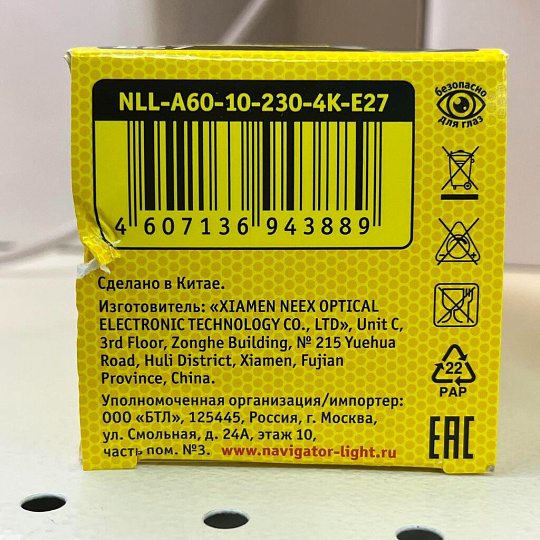 NLL-A60-10-230-4K-E27
4 607136 943889
безопасно
для глаз
Сделано в Китае.
Изготовитель: «XIAMEN NEEX OPTICAL
ELECTRONIC TECHNOLOGY CO., LTD», Unit C,
3rd Floor, Zonghe Building, № 215 Yuehua
Road, Huli District, Xiamen, Fujian
Province, China.
Уполномоченная организация/импортер:
ООО «БТЛ», 125445, Россия, г. Москва,
ул. Смольная, д. 24А, этаж 10,
часть пом. №3. www.navigator-light.ru
22
PAP
EAC